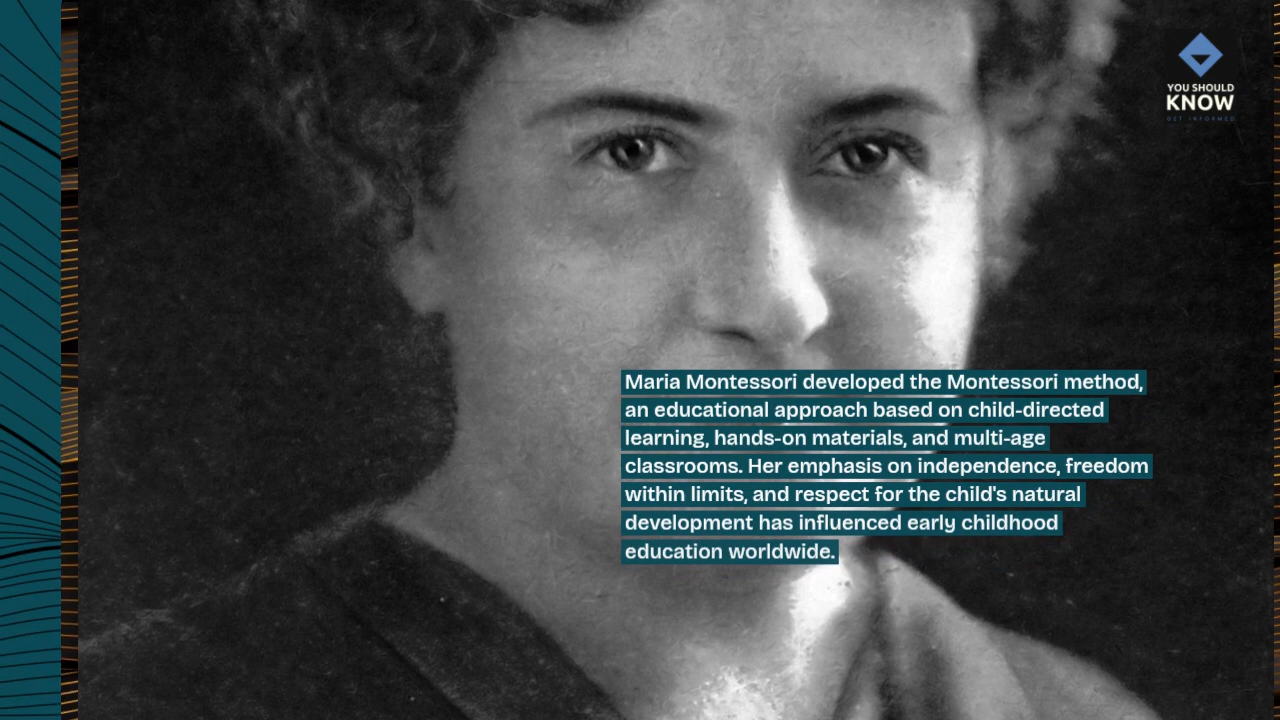 YOU SHOULD
KNOW
GET INFORMED
Maria Montessori developed the Montessori method,
an educational approach based on child-directed
learning, hands-on materials, and multi-age
classrooms. Her emphasis on independence, freedom
within limits, and respect for the child's natural
development has influenced early childhood
education worldwide.